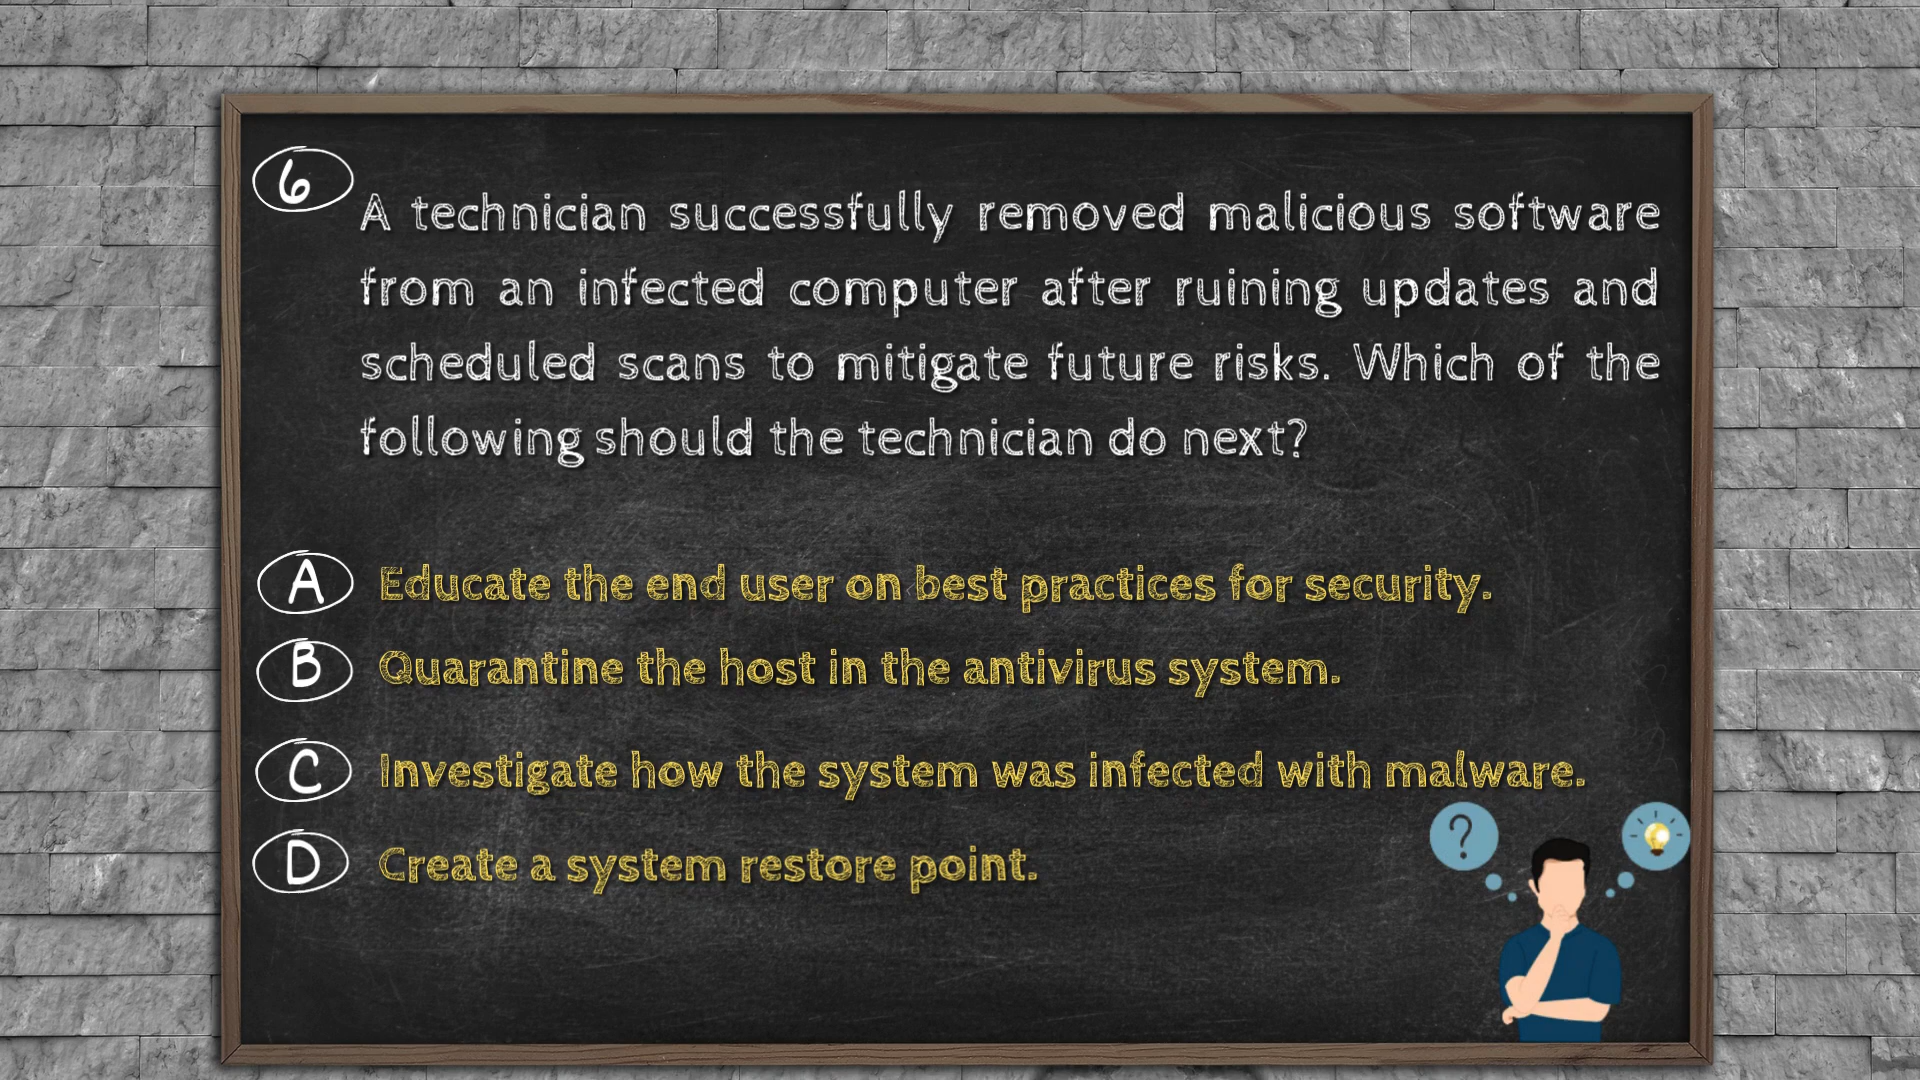 6
A technician successfully removed malicious software
from an infected computer after ruining updates and
scheduled scans to mitigate future risks. Which of the
following should the technician do next?
A Educate the end user on best practices for security.
B Quarantine the host in the antivirus system.
C Investigate how the system was infected with malware.
?
D Create a system restore point.